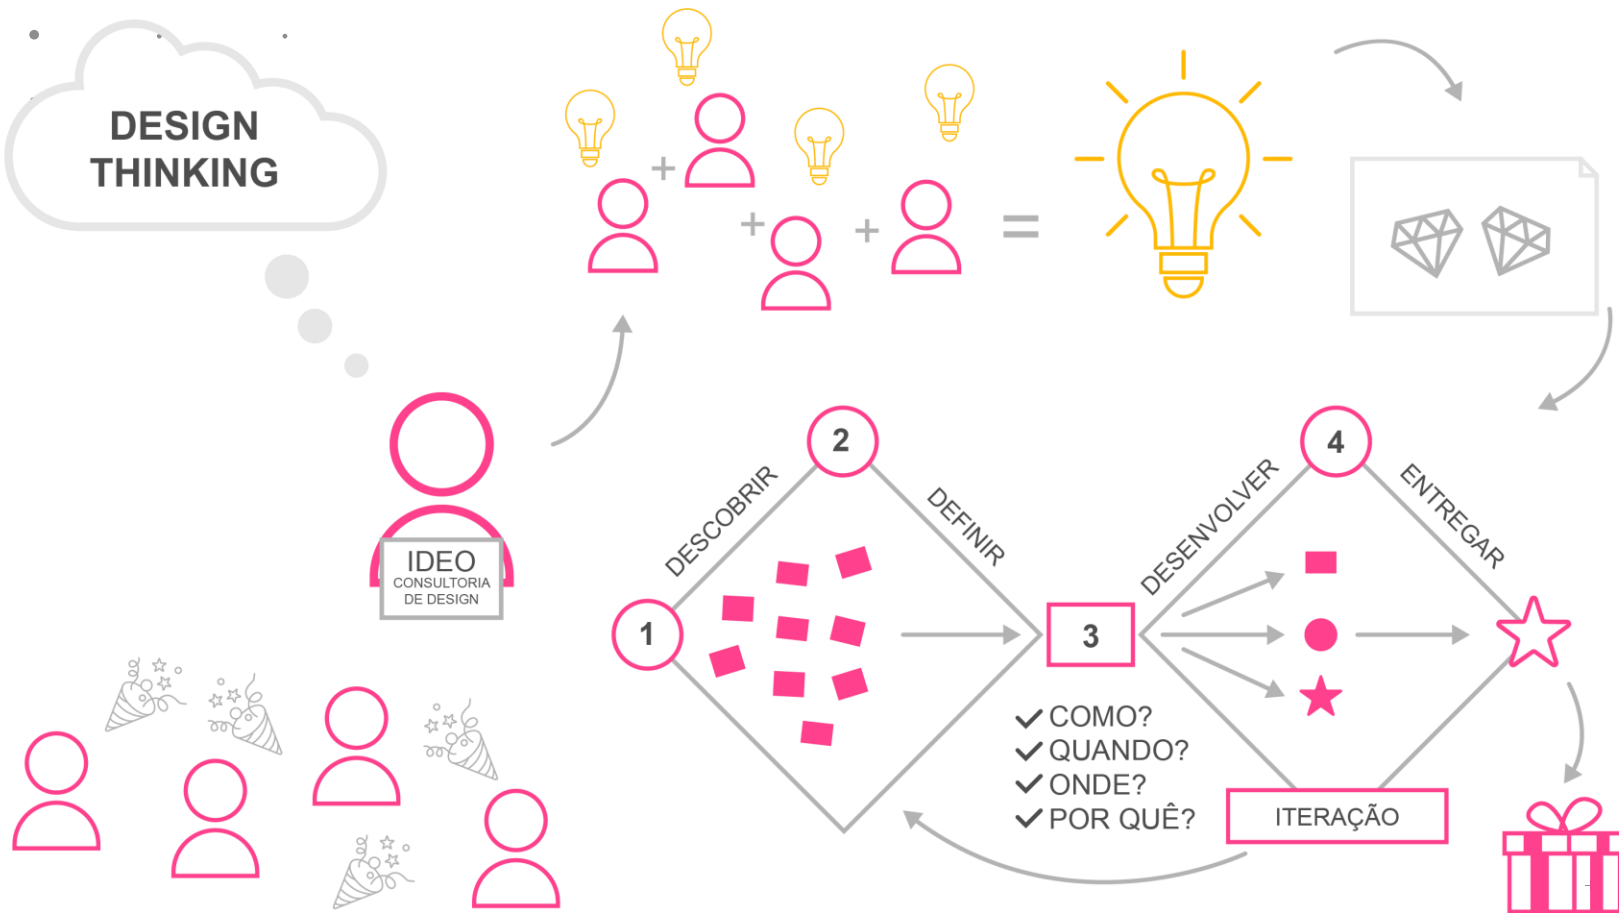 DESIGN
THINKING
IDEO
CONSULTORIA
DE DESIGN
1
DESCOBRIR
2
DEFINIR
3
COMO?
QUANDO?
ONDE?
POR QUÊ?
DESENVOLVER
4
ENTREGAR
ITERAÇÃO